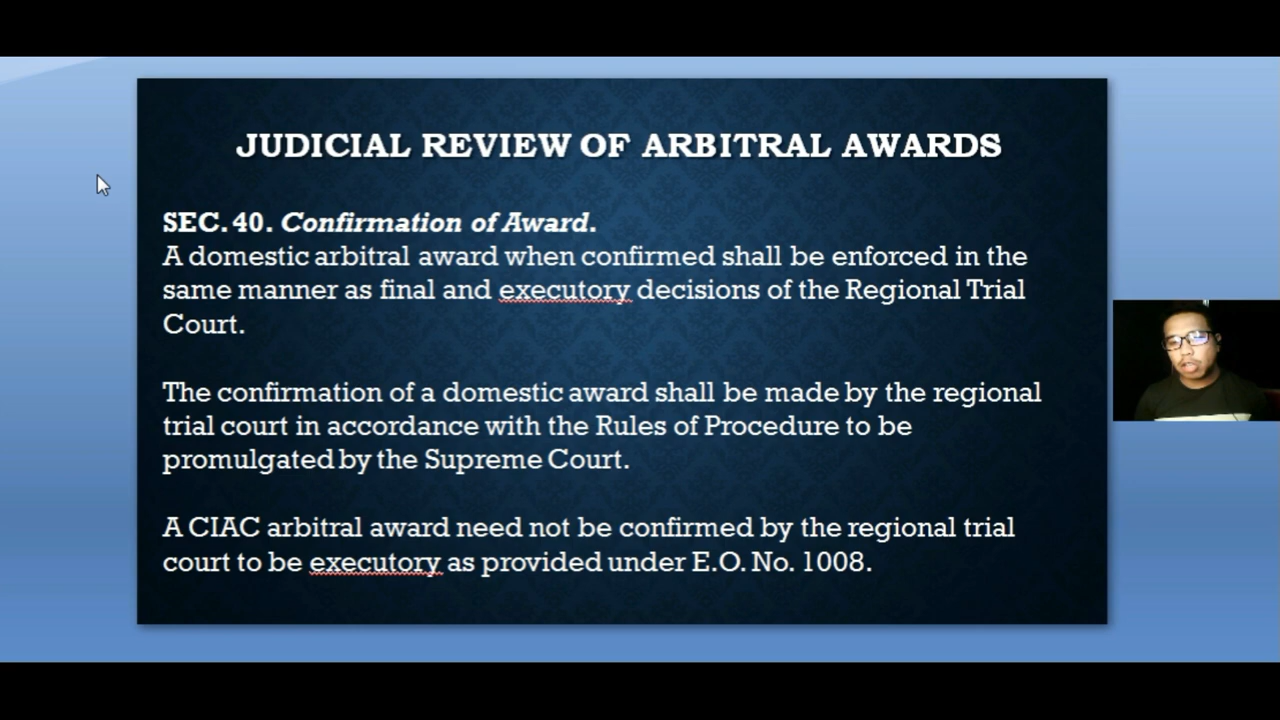 JUDICIAL REVIEW OF ARBITRAL AWARDS
SEC. 40. Confirmation of Award.
A domestic arbitral award when confirmed shall be enforced in the
same manner as final and executory decisions of the Regional Trial
Court.
The confirmation of a domestic award shall be made by the regional
trial court in accordance with the Rules of Procedure to be
promulgated by the Supreme Court.
A CIAC arbitral award need not be confirmed by the regional trial
court to be executory as provided under E.O. No. 1008.